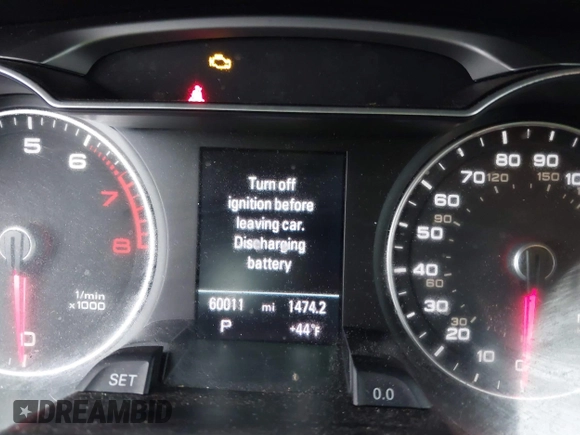 5 6 7 8
1/min
x1000
0
Turn off
ignition before
leaving car.
Discharging
battery
60011 mi 1474.2
P +44°F
10 20 30 40 50 60 70 80 90
30 60 90 120 150
SET
0.0
DREAMBID